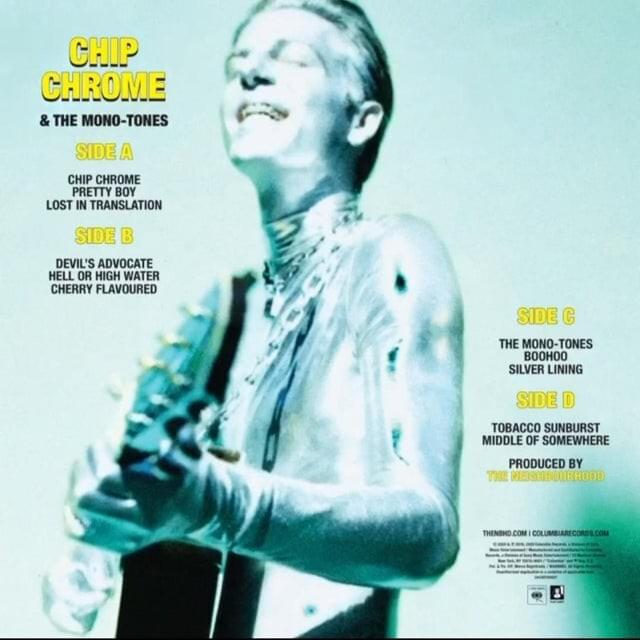 CHIP
CHROME
& THE MONO-TONES
SIDE A
CHIP CHROME
PRETTY BOY
LOST IN TRANSLATION
SIDE B
DEVIL'S ADVOCATE
HELL OR HIGH WATER
CHERRY FLAVOURED
SIDE C
THE MONO-TONES
BOOHOO
SILVER LINING
SIDE D
TOBACCO SUNBURST
MIDDLE OF SOMEWHERE
PRODUCED BY
THE NEIGHBOURHOOD
THENBHD.COM | COLUMBIARECORDS.COM